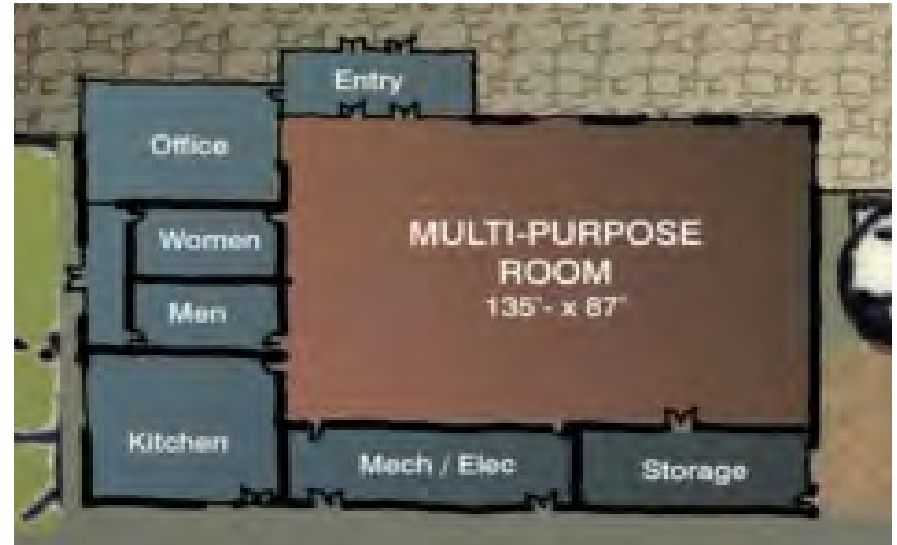 Entry
Office
Women
MULTI-PURPOSE
ROOM
135'- x 87'
Men
Kitchen
Mech / Elec
Storage